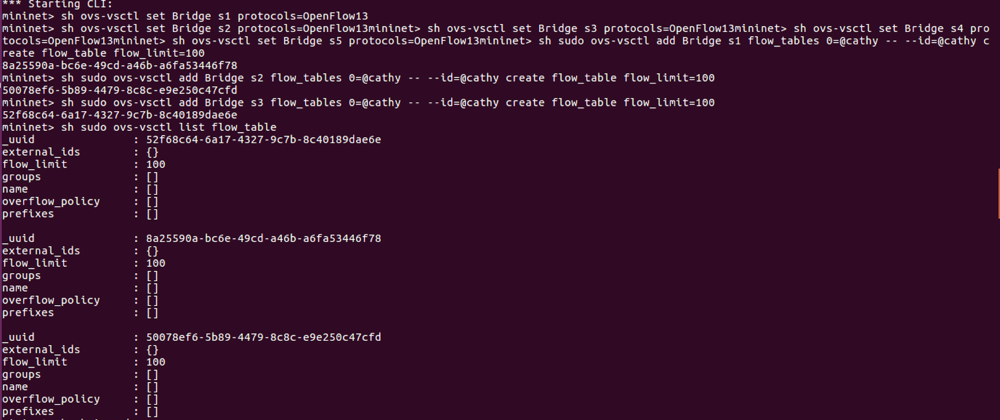 *** Starting CLI:
mininet> sh ovs-vsctl set Bridge s1 protocols=OpenFlow13
mininet> sh ovs-vsctl set Bridge s2 protocols=OpenFlow13mininet> sh ovs-vsctl set Bridge s3 protocols=OpenFlow13mininet> sh ovs-vsctl set Bridge s4 pro
tocols=OpenFlow13mininet> sh ovs-vsctl set Bridge s5 protocols=OpenFlow13mininet> sh sudo ovs-vsctl add Bridge s1 flow_tables 0=@cathy -- --id=@cathy c
reate flow_table flow_limit=100
8a25590a-bc6e-49cd-a46b-a6fa53446f78
mininet> sh sudo ovs-vsctl add Bridge s2 flow_tables 0=@cathy -- --id=@cathy create flow_table flow_limit=100
50078ef6-5b89-4479-8c8c-e9e250c47cfd
mininet> sh sudo ovs-vsctl add Bridge s3 flow_tables 0=@cathy -- --id=@cathy create flow_table flow_limit=100
52f68c64-6a17-4327-9c7b-8c40189dae6e
mininet> sh sudo ovs-vsctl list flow_table
_uuid : 52f68c64-6a17-4327-9c7b-8c40189dae6e
external_ids : {}
flow_limit : 100
groups : []
name : []
overflow_policy : []
prefixes : []
_uuid : 8a25590a-bc6e-49cd-a46b-a6fa53446f78
external_ids : {}
flow_limit : 100
groups : []
name : []
overflow_policy : []
prefixes : []
_uuid : 50078ef6-5b89-4479-8c8c-e9e250c47cfd
external_ids : {}
flow_limit : 100
groups : []
name : []
overflow_policy : []
prefixes : []